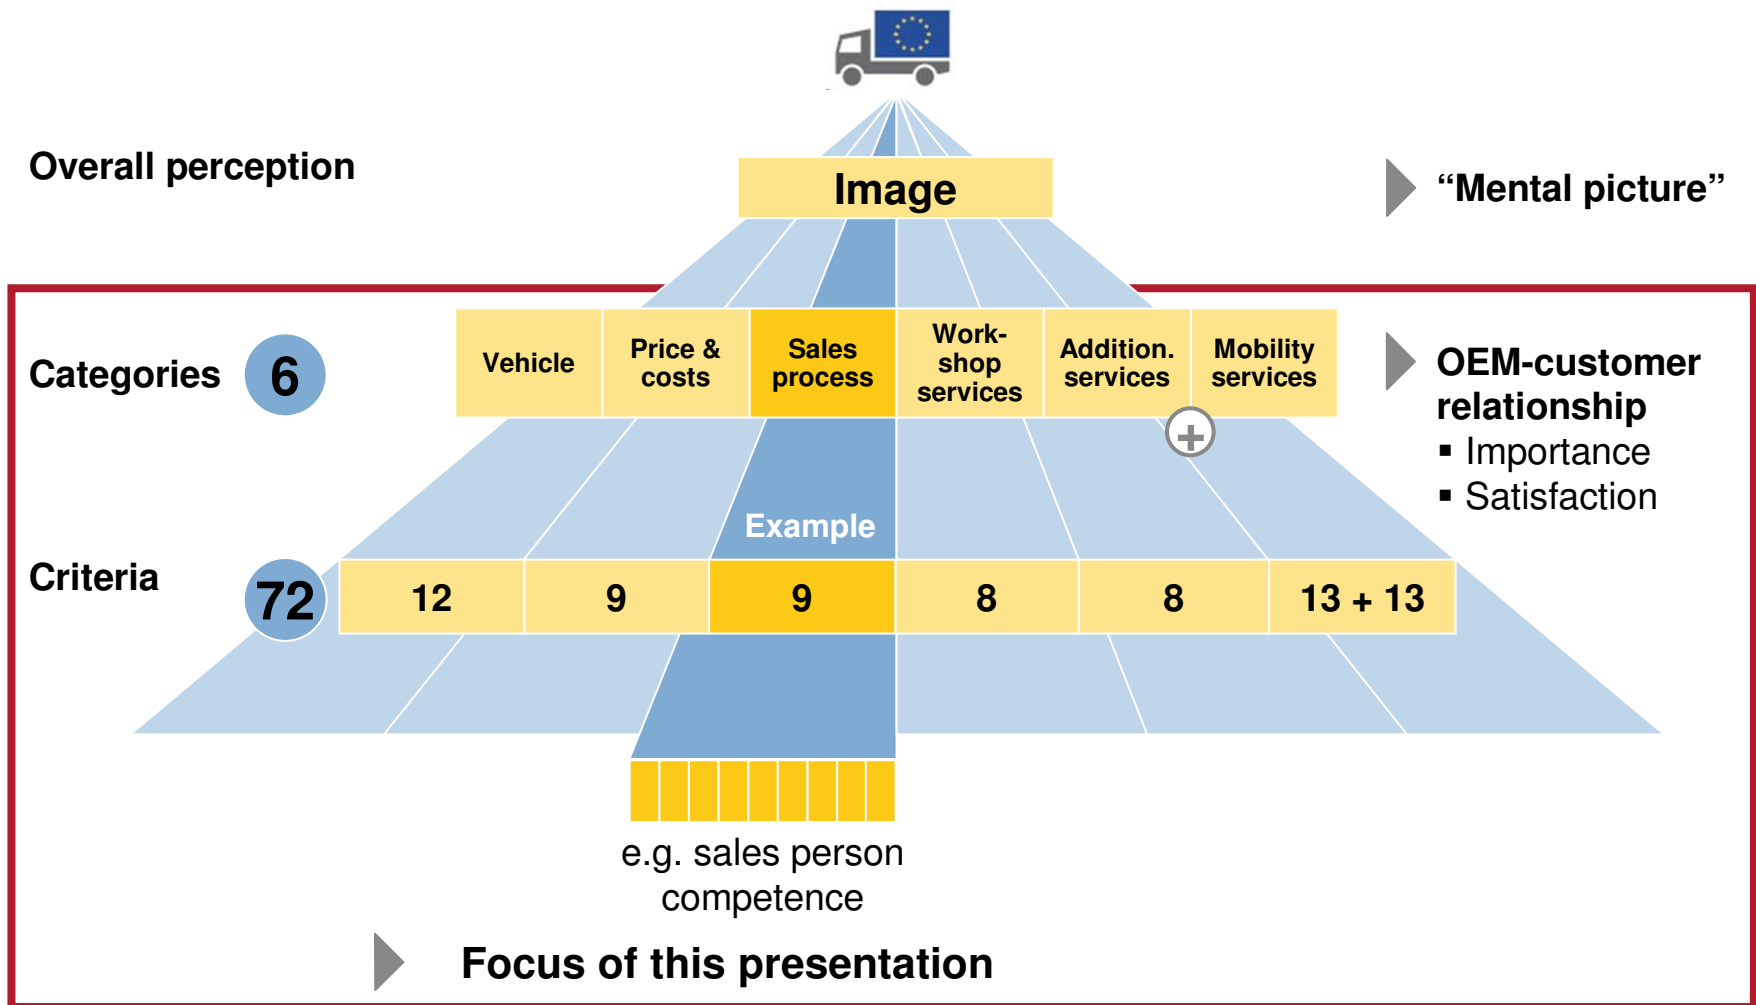 Overall perception
Image
“Mental picture”
Categories
6
Vehicle
Price &
costs
Sales
process
Work-
shop
services
Addition.
services
Mobility
services
+
OEM-customer
relationship
▪ Importance
▪ Satisfaction
Example
Criteria
72
12
9
9
8
8
13 + 13
e.g. sales person
competence
Focus of this presentation